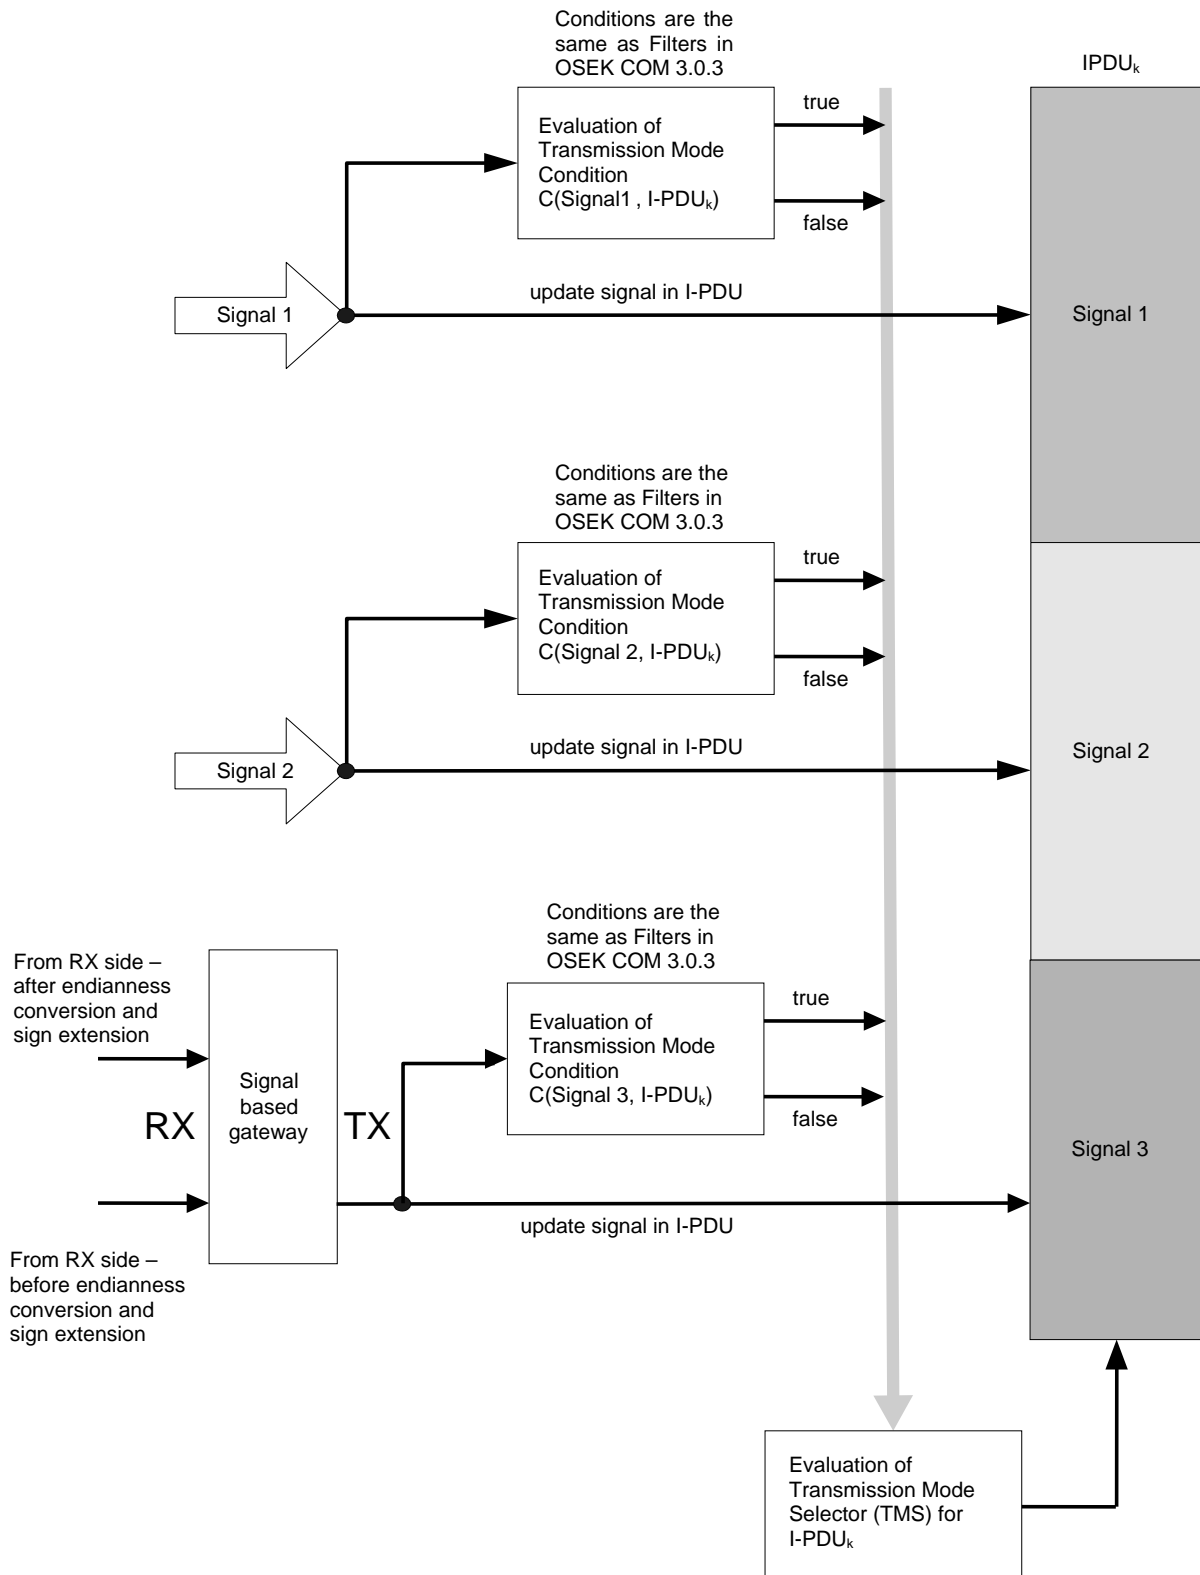 Conditions are the
same as Filters in
OSEK COM 3.0.3
IPDUk
true
Evaluation of
Transmission Mode
Condition
C(Signal1 , I-PDUk)
false
update signal in I-PDU
Signal 1
Signal 1
Conditions are the
same as Filters in
OSEK COM 3.0.3
true
Evaluation of
Transmission Mode
Condition
C(Signal 2, I-PDUk)
false
update signal in I-PDU
Signal 2
Signal 2
Conditions are the
same as Filters in
OSEK COM 3.0.3
From RX side –
after endianness
conversion and
sign extension
true
Evaluation of
Transmission Mode
Condition
C(Signal 3, I-PDUk)
false
Signal
based
gateway
RX
TX
Signal 3
update signal in I-PDU
From RX side –
before endianness
conversion and
sign extension
Evaluation of
Transmission Mode
Selector (TMS) for
I-PDUk